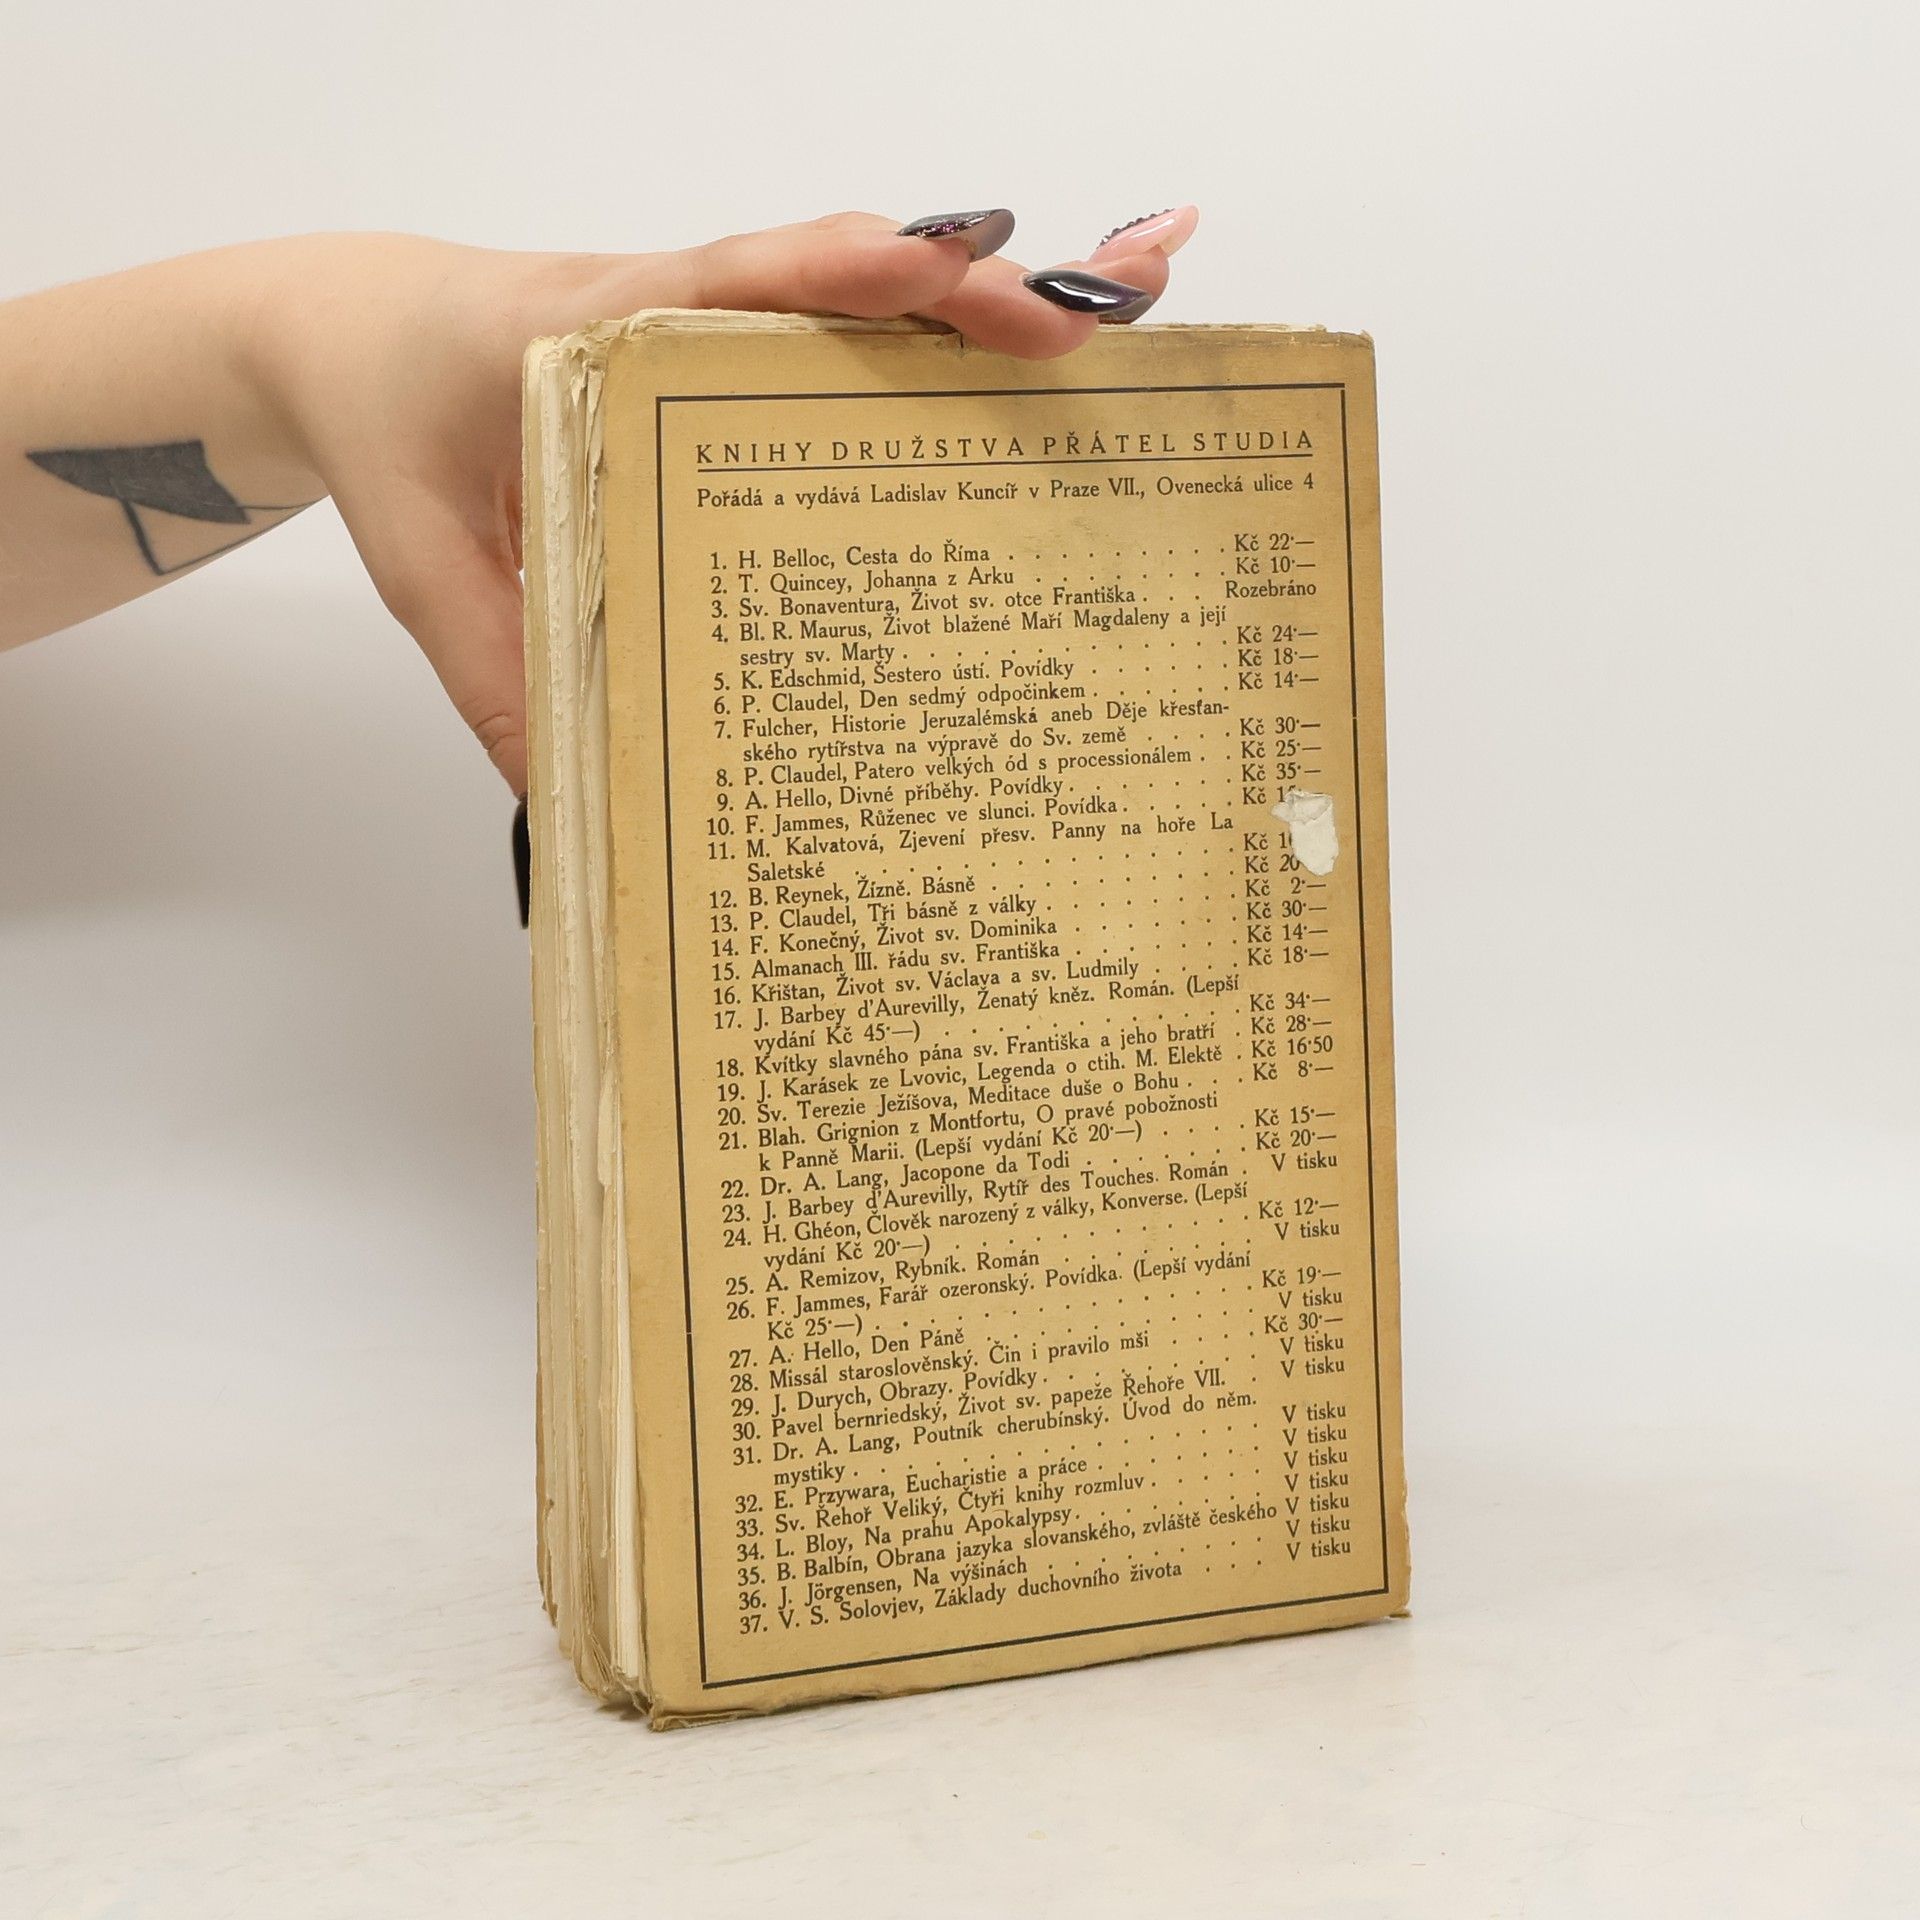 KNIHY DRUŽSTVA PŘÁTEL STUDIA
Pořádá a vydává Ladislav Kuncíř v Praze VII., Ovenecká ulice 4
1. H. Belloc, Cesta do Říma . . . . . . . . . Kč 22·—
2. T. Quincey, Johanna z Arku . . . . . . . . Kč 10·—
3. Sv. Bonaventura, Život sv. otce Františka . . . Rozebráno
4. Bl. R. Maurus, Život blažené Maří Magdaleny a její
sestry sv. Marty . . . . . . . . . . . . . Kč 24·—
5. K. Edschmid, Šestero ústí. Povídky . . . . . . Kč 18·—
6. P. Claudel, Den sedmý odpočinkem . . . . . . Kč 14·—
7. Fulcher, Historie Jeruzalémská aneb Děje křesťan-
ského rytířstva na výpravě do Sv. země . . . . Kč 30·—
8. P. Claudel, Patero velkých ód s processionálem . . Kč 25·—
9. A. Hello, Divné příběhy. Povídky . . . . . . . Kč 35·—
10. F. Jammes, Růženec ve slunci. Povídka . . . . . Kč
11. M. Kalvatová, Zjevení přesv. Panny na hoře La
Saletské . . . . . . . . . . . . . . . Kč
12. B. Reynek, Žízně. Básně . . . . . . . . . . Kč 20
13. P. Claudel, Tři básně z války . . . . . . . . Kč 2·—
14. F. Konečný, Život sv. Dominika . . . . . . . Kč 30·—
15. Almanach III. řádu sv. Františka . . . . . . . Kč 14·—
16. Křištan, Život sv. Václava a sv. Ludmily . . . . Kč 18·—
17. J. Barbey d'Aurevilly, Ženatý kněz. Román. (Lepší
vydání Kč 45·—) . . . . . . . . . . . . Kč 34·—
18. Kvítky slavného pána sv. Františka a jeho bratří . Kč 28·—
19. J. Karásek ze Lvovic, Legenda o ctih. M. Elektě . Kč 16·50
20. Sv. Terezie Ježíšova, Meditace duše o Bohu . . . Kč 8·—
21. Blah. Grignion z Montfortu, O pravé pobožnosti
k Panně Marii. (Lepší vydání Kč 20·—) . . . . Kč 15·—
22. Dr. A. Lang, Jacopone da Todi . . . . . . . Kč 20·—
23. J. Barbey d'Aurevilly, Rytíř des Touches. Román . V tisku
24. H. Ghéon, Člověk narozený z války, Konverse. (Lepší
vydání Kč 20·—) . . . . . . . . . . . . Kč 12·—
25. A. Remizov, Rybník. Román . . . . . . . . V tisku
26. F. Jammes, Farář ozeronský. Povídka. (Lepší vydání
Kč 25·—) . . . . . . . . . . . . . . . Kč 19·—
27. A. Hello, Den Páně . . . . . . . . . . . V tisku
28. Missál staroslověnský. Čin i pravilo mši . . . . Kč 30·—
29. J. Durych, Obrazy. Povídky . . . . . . . . . V tisku
30. Pavel bernriedský, Život sv. papeže Řehoře VII. . V tisku
31. Dr. A. Lang, Poutník cherubínský. Úvod do něm.
mystiky . . . . . . . . . . . . . . . . V tisku
32. E. Przywara, Eucharistie a práce . . . . . . . V tisku
33. Sv. Řehoř Veliký, Čtyři knihy rozmluv . . . . . V tisku
34. L. Bloy, Na prahu Apokalypsy . . . . . . . . V tisku
35. B. Balbín, Obrana jazyka slovanského, zvláště českého V tisku
36. J. Jörgensen, Na výšinách . . . . . . . . . V tisku
37. V. S. Solovjev, Základy duchovního života . . . V tisku